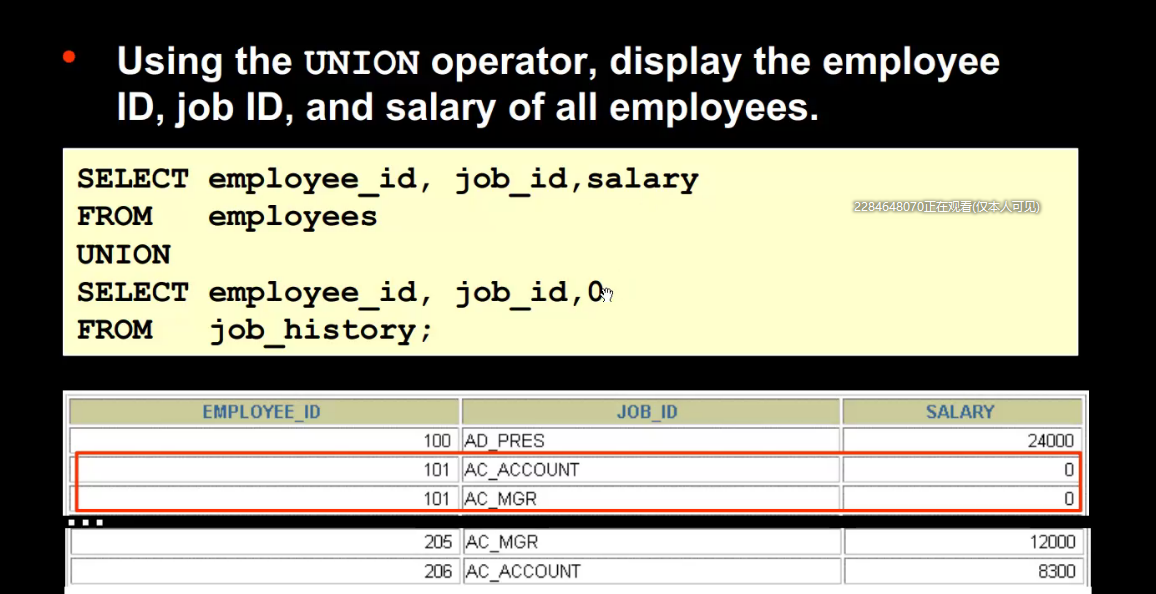 • Using the UNION operator, display the employee
ID, job ID, and salary of all employees.
SELECT employee_id, job_id,salary
FROM employees
2284648070正在观看(仅本人可见)
UNION
SELECT employee_id, job_id,0
FROM job_history;
EMPLOYEE_ID JOB_ID SALARY
100 AD_PRES 24000
101 AC_ACCOUNT 0
101 AC_MGR 0
...
205 AC_MGR 12000
206 AC_ACCOUNT 8300